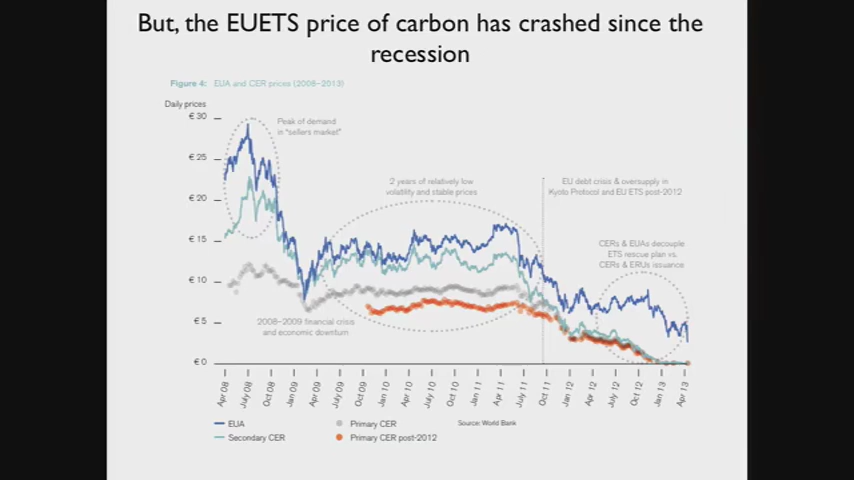 But, the EUETS price of carbon has crashed since the
recession
Figure 4: EUA and CER prices (2008–2013)
Daily prices
€ 30
€ 25
€ 20
€ 15
€ 10
€ 5
€ 0
Peak of demand
in "sellers market"
2 years of relatively low
volatility and stable prices
EU debt crisis & oversupply in
Kyoto Protocol and EU ETS post-2012
CERs & EUAs decouple
ETS rescue plan vs.
CERs & ERUs issuance
2008–2009 financial crisis
and economic downturn
Apr 08
July 08
Oct 08
Jan 09
Apr 09
July 09
Oct 09
Jan 10
Apr 10
July 10
Oct 10
Jan 11
Apr 11
July 11
Oct 11
Jan 12
Apr 12
July 12
Oct 12
Jan 13
Apr 13
EUA
Secondary CER
Primary CER
Primary CER post-2012
Source: World Bank